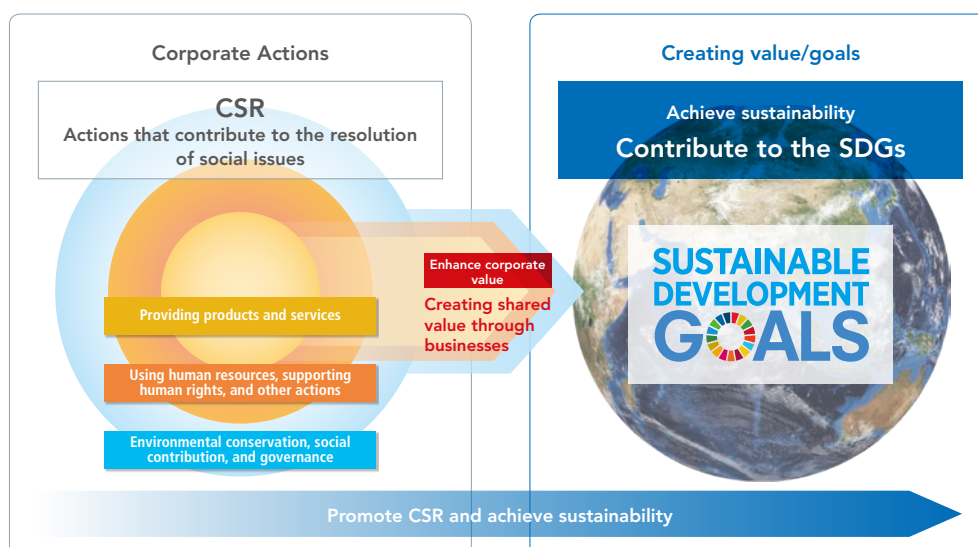 Corporate Actions
CSR
Actions that contribute to the resolution
of social issues
Providing products and services
Using human resources, supporting
human rights, and other actions
Environmental conservation, social
contribution, and governance
Enhance corporate
value
Creating shared
value through
businesses
Creating value/goals
Achieve sustainability
Contribute to the SDGs
SUSTAINABLE
DEVELOPMENT
GOALS
Promote CSR and achieve sustainability